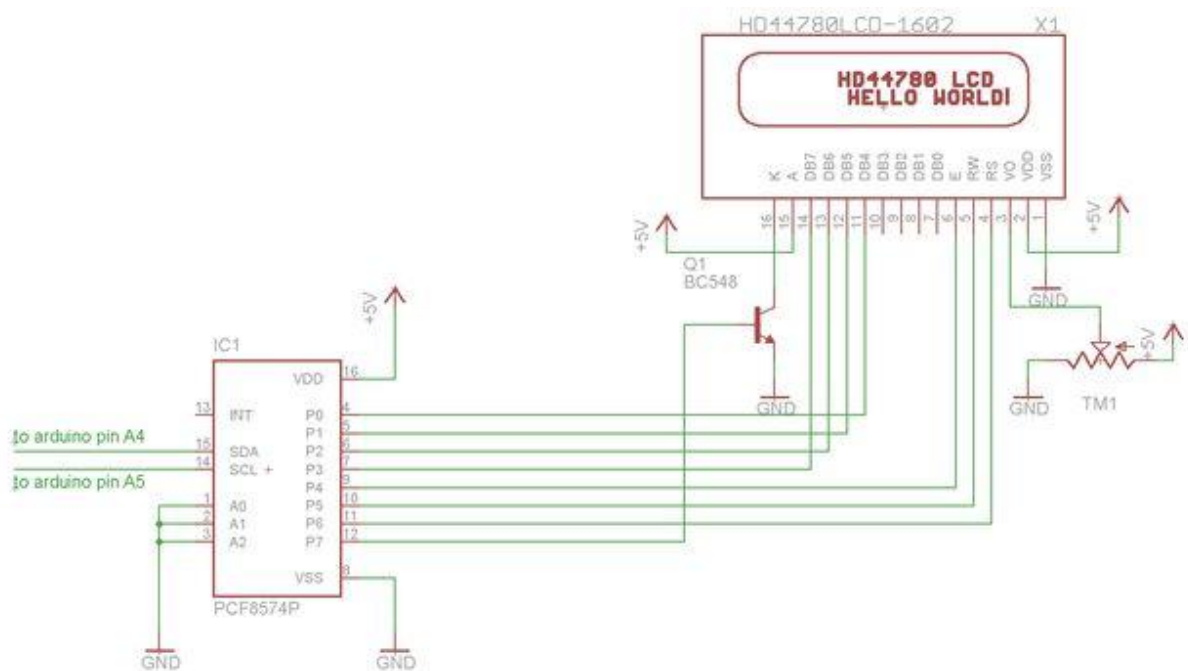 HD44780LCD-1602 X1
HD44780 LCD
HELLO WORLD!
K A DB7 DB6 DB5 DB4 DB3 DB2 DB1 DB0 E RW RS VO VDD VSS
16 15 14 13 12 11 10 9 8 7 6 5 4 3 2 1
+5V
+5V
Q1
BC548
GND
+5V
+5V
GND
GND
TM1
IC1
VDD 16
13 INT P0 4
P1 5
to arduino pin A4
15 SDA P2 6
14 SCL + P3 7
to arduino pin A5
P4 9
1 A0 P5 10
2 A1 P6 11
3 A2 P7 12
VSS 8
PCF8574P
GND
GND